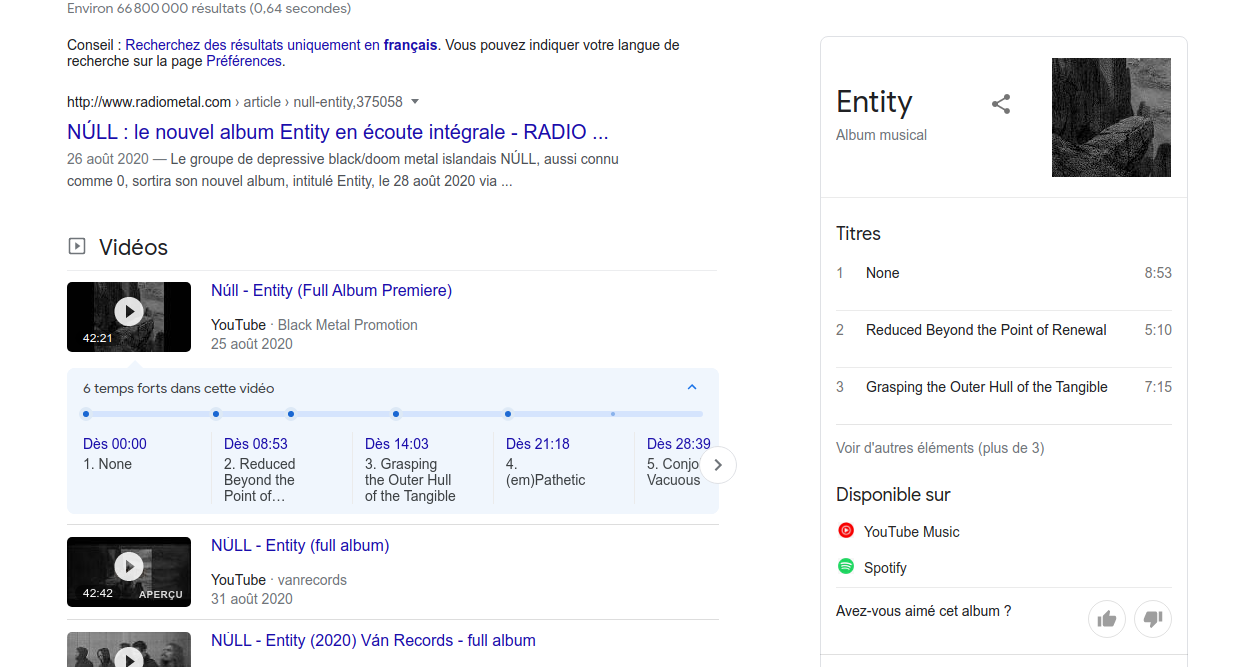 Environ 66 800 000 résultats (0,64 secondes)
Conseil : Recherchez des résultats uniquement en français. Vous pouvez indiquer votre langue de
recherche sur la page Préférences.
http://www.radiometal.com › article › null-entity,375058
NÚLL : le nouvel album Entity en écoute intégrale - RADIO ...
26 août 2020 — Le groupe de depressive black/doom metal islandais NÚLL, aussi connu
comme 0, sortira son nouvel album, intitulé Entity, le 28 août 2020 via ...
Vidéos
Núll - Entity (Full Album Premiere)
YouTube · Black Metal Promotion
25 août 2020
42:21
6 temps forts dans cette vidéo
Dès 00:00
1. None
Dès 08:53
2. Reduced
Beyond the
Point of…
Dès 14:03
3. Grasping
the Outer Hull
of the Tangible
Dès 21:18
4.
(em)Pathetic
Dès 28:39
5. Conjo
Vacuous
NÚLL - Entity (full album)
YouTube · vanrecords
31 août 2020
42:42
APERÇU
NÚLL - Entity (2020) Ván Records - full album
Entity
Album musical
Titres
1 None 8:53
2 Reduced Beyond the Point of Renewal 5:10
3 Grasping the Outer Hull of the Tangible 7:15
Voir d'autres éléments (plus de 3)
Disponible sur
YouTube Music
Spotify
Avez-vous aimé cet album ?